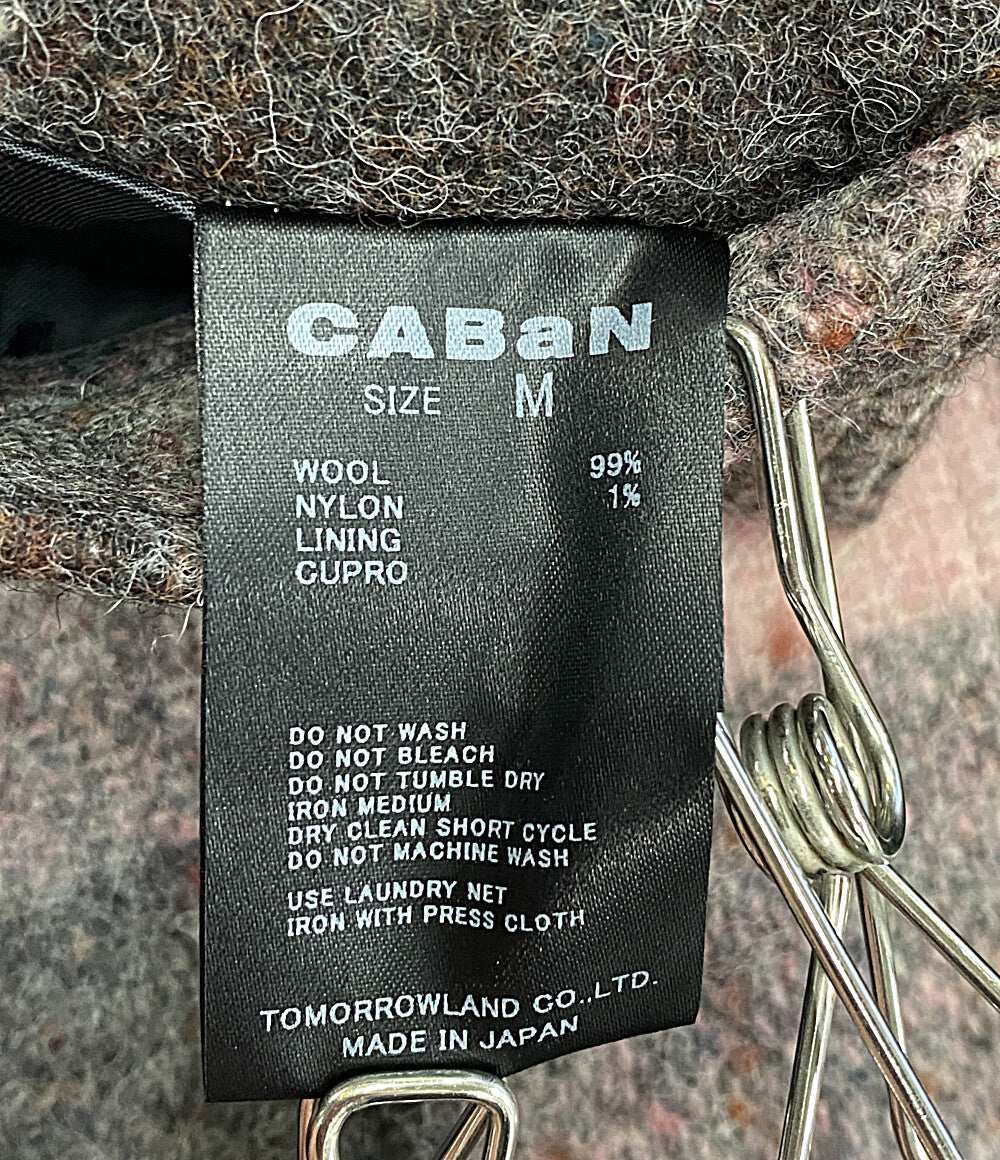 CABaN
SIZE M
WOOL 99%
NYLON 1%
LINING
CUPRO
DO NOT WASH
DO NOT BLEACH
DO NOT TUMBLE DRY
IRON MEDIUM
DRY CLEAN SHORT CYCLE
DO NOT MACHINE WASH
USE LAUNDRY NET
IRON WITH PRESS CLOTH
TOMORROWLAND CO.,LTD.
MADE IN JAPAN